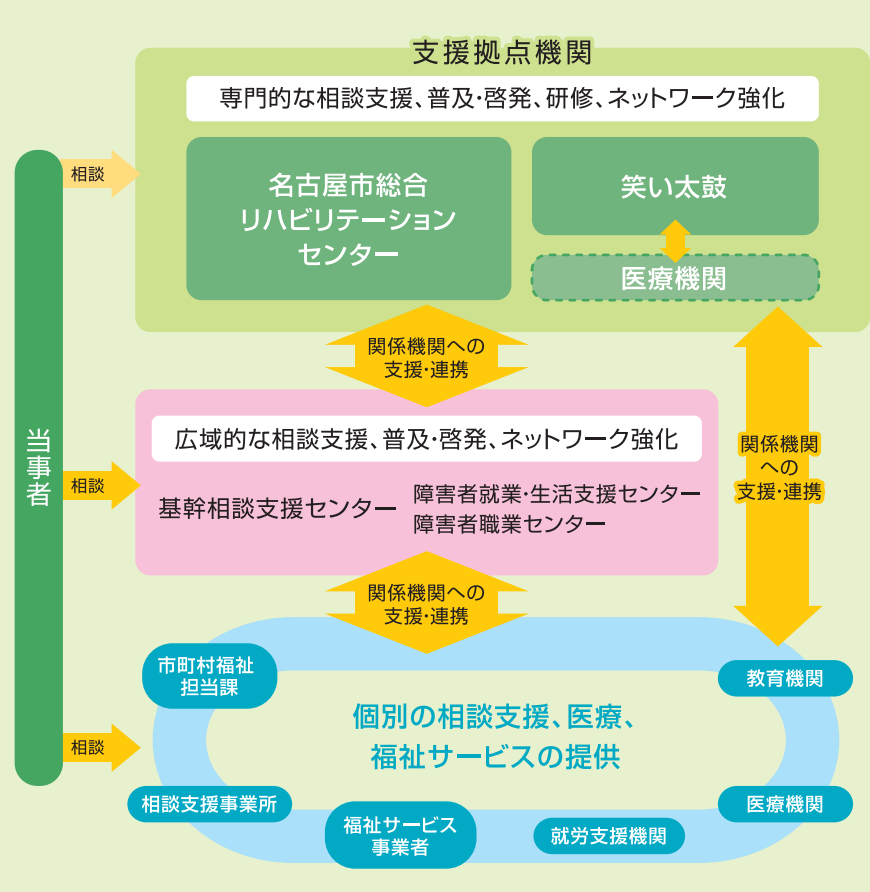 支援拠点機関
専門的な相談支援、普及・啓発、研修、ネットワーク強化
相談
名古屋市総合
リハビリテーション
センター
笑い太鼓
医療機関
関係機関への
支援・連携
当事者
広域的な相談支援、普及・啓発、ネットワーク強化
相談
基幹相談支援センター
障害者就業・生活支援センター
障害者職業センター
関係機関
への
支援・連携
関係機関への
支援・連携
市町村福祉
担当課
教育機関
個別の相談支援、医療、
福祉サービスの提供
相談
相談支援事業所
福祉サービス
事業者
就労支援機関
医療機関